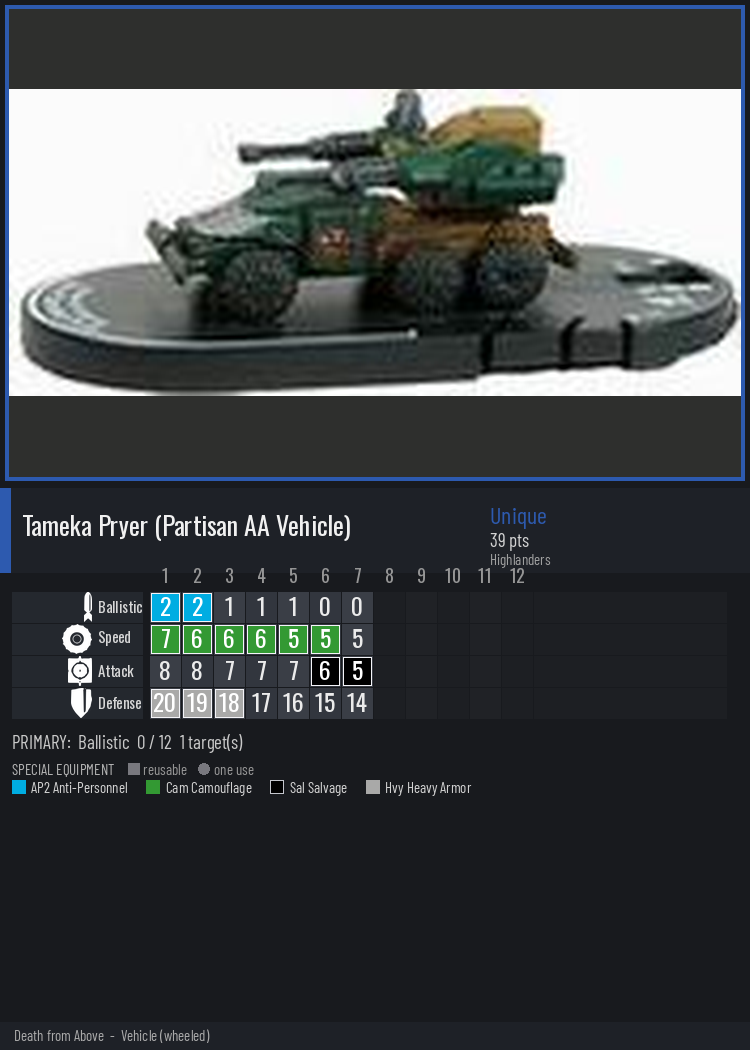 Tameka Pryer (Partisan AA Vehicle)
Unique
39 pts
Highlanders
1 2 3 4 5 6 7 8 9 10 11 12
Ballistic 2 2 1 1 1 0 0
Speed 7 6 6 6 5 5 5
Attack 8 8 7 7 7 6 5
Defense 20 19 18 17 16 15 14
PRIMARY: Ballistic 0 / 12 1 target(s)
SPECIAL EQUIPMENT reusable one use
AP2 Anti-Personnel Cam Camouflage Sal Salvage Hvy Heavy Armor
Death from Above - Vehicle (wheeled)